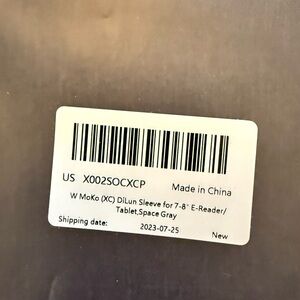 US X002SOCXCP Made in China
W MoKo (XC) DiLun Sleeve for 7-8" E-Reader/
Tablet,Space Gray
Shipping date: 2023-07-25 New